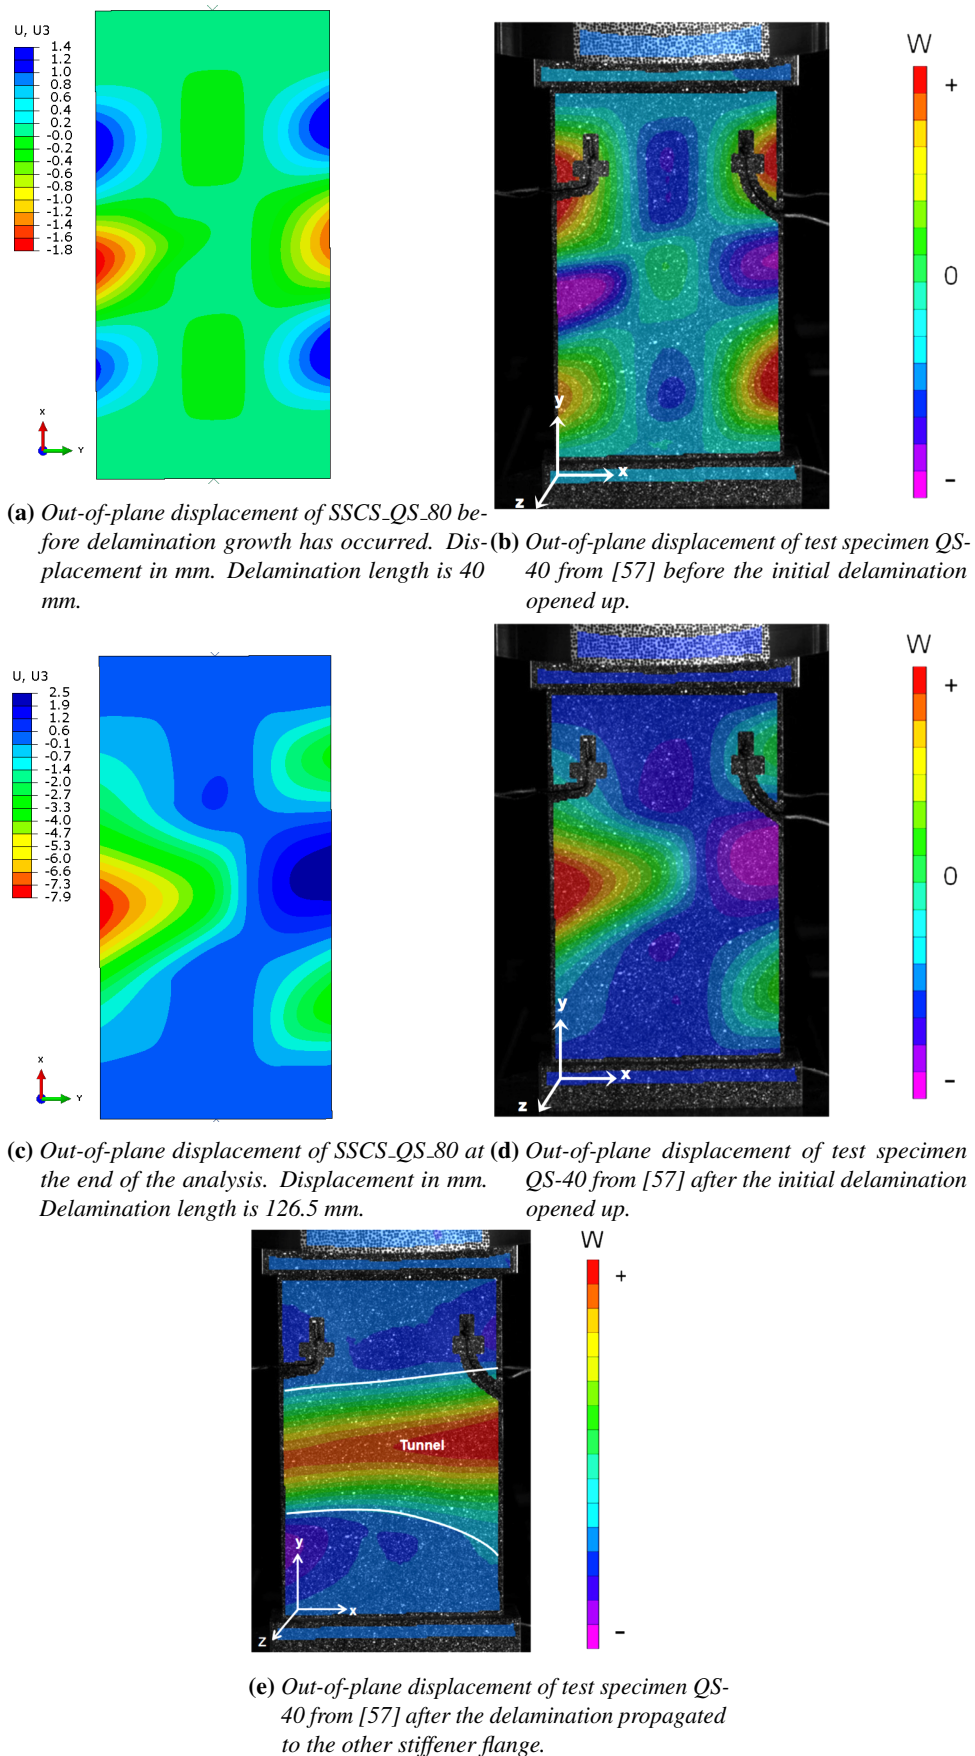 U, U3
1.4
1.2
1.0
0.8
0.6
0.4
0.2
-0.0
-0.2
-0.4
-0.6
-0.8
-1.0
-1.2
-1.4
-1.6
-1.8
X
Y
W
+
0
-
y
x
z
(a) Out-of-plane displacement of SSCS_QS_80 be-
fore delamination growth has occurred. Dis-
placement in mm. Delamination length is 40
mm.
(b) Out-of-plane displacement of test specimen QS-
40 from [57] before the initial delamination
opened up.
U, U3
2.5
1.9
1.2
0.6
-0.1
-0.7
-1.4
-2.0
-2.7
-3.3
-4.0
-4.7
-5.3
-6.0
-6.6
-7.3
-7.9
X
Y
W
+
0
-
y
x
z
(c) Out-of-plane displacement of SSCS_QS_80 at
the end of the analysis. Displacement in mm.
Delamination length is 126.5 mm.
(d) Out-of-plane displacement of test specimen
QS-40 from [57] after the initial delamination
opened up.
W
+
-
Tunnel
y
x
z
(e) Out-of-plane displacement of test specimen QS-
40 from [57] after the delamination propagated
to the other stiffener flange.